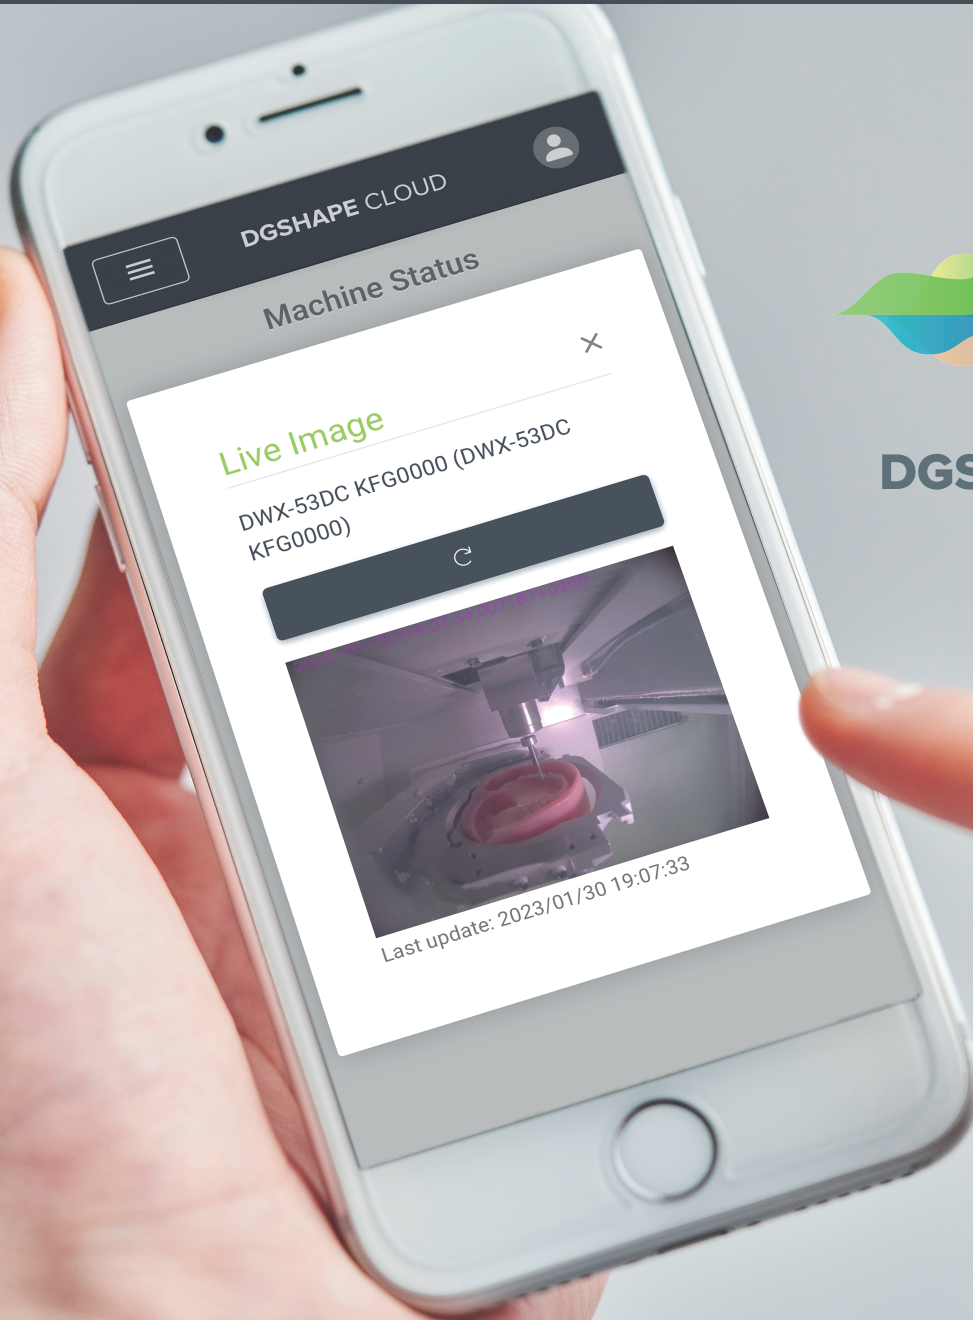 DGSHAPE CLOUD
Machine Status
Live Image
DWX-53DC KFG0000 (DWX-53DC
KFG0000)
Last update: 2023/01/30 19:07:33